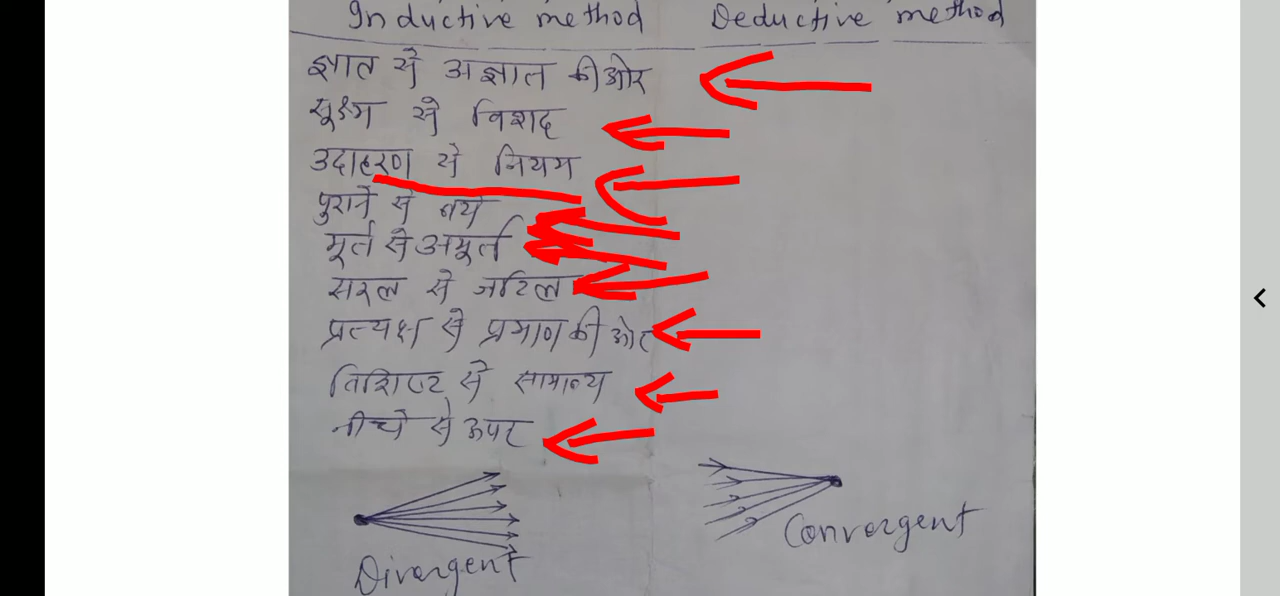 Inductive method Deductive method
ज्ञात से अज्ञात की ओर
सूक्ष्म से विशद
उदाहरण से नियम
पुराने से नये
मूर्त से अमूर्त
सरल से जटिल
प्रत्यक्ष से प्रमाण की ओर
विशिष्ट से सामान्य
नीचे से ऊपर
Divergent
Convergent